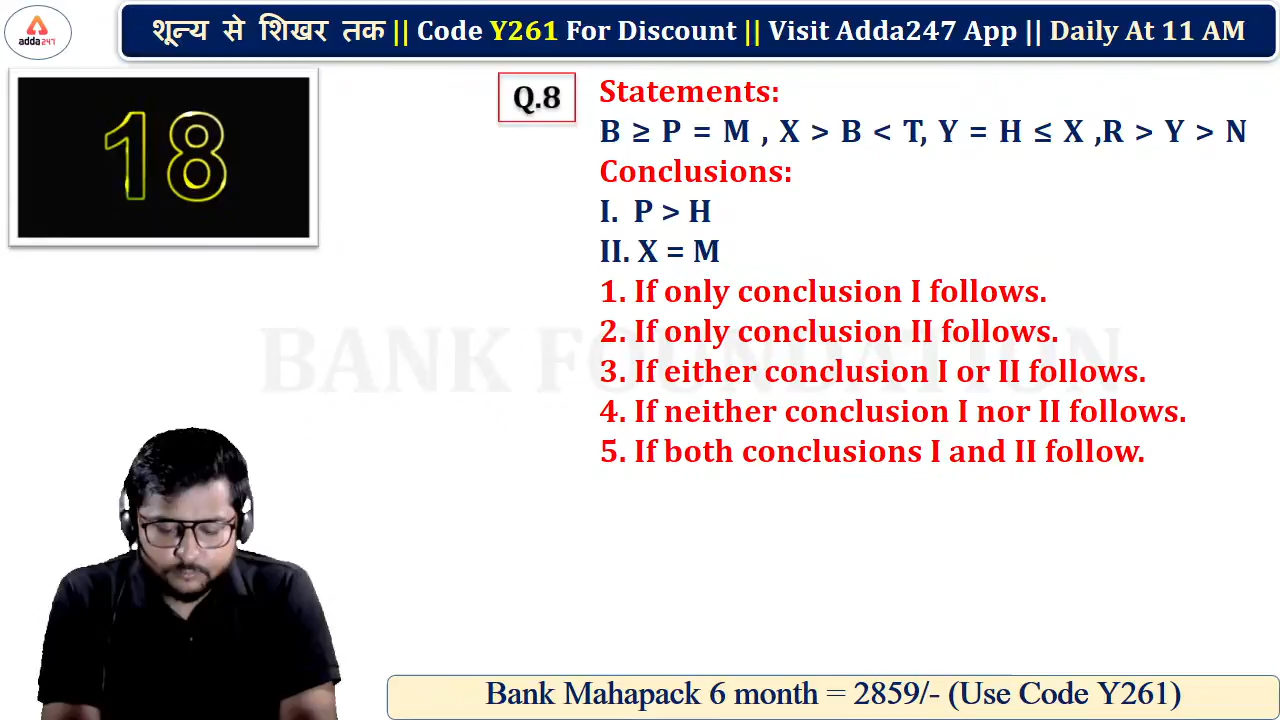 adda247
शून्य से शिखर तक || Code Y261 For Discount || Visit Adda247 App || Daily At 11 AM
18
Q.8
Statements:
B ≥ P = M , X > B < T, Y = H ≤ X ,R > Y > N
Conclusions:
I. P > H
II. X = M
1. If only conclusion I follows.
2. If only conclusion II follows.
3. If either conclusion I or II follows.
4. If neither conclusion I nor II follows.
5. If both conclusions I and II follow.
BANK FOUNDATION
Bank Mahapack 6 month = 2859/- (Use Code Y261)